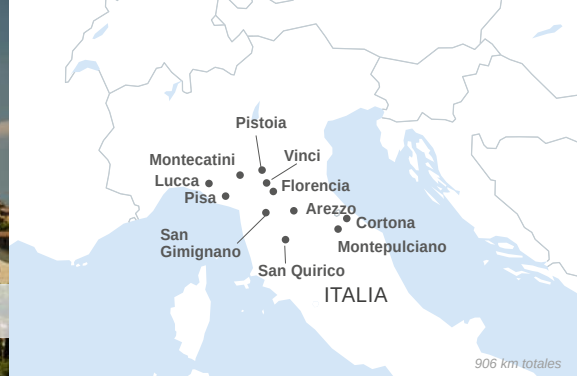 Pistoia
Vinci
Montecatini
Lucca
Florencia
Pisa
Arezzo
Cortona
San
Gimignano
Montepulciano
San Quirico
ITALIA
906 km totales